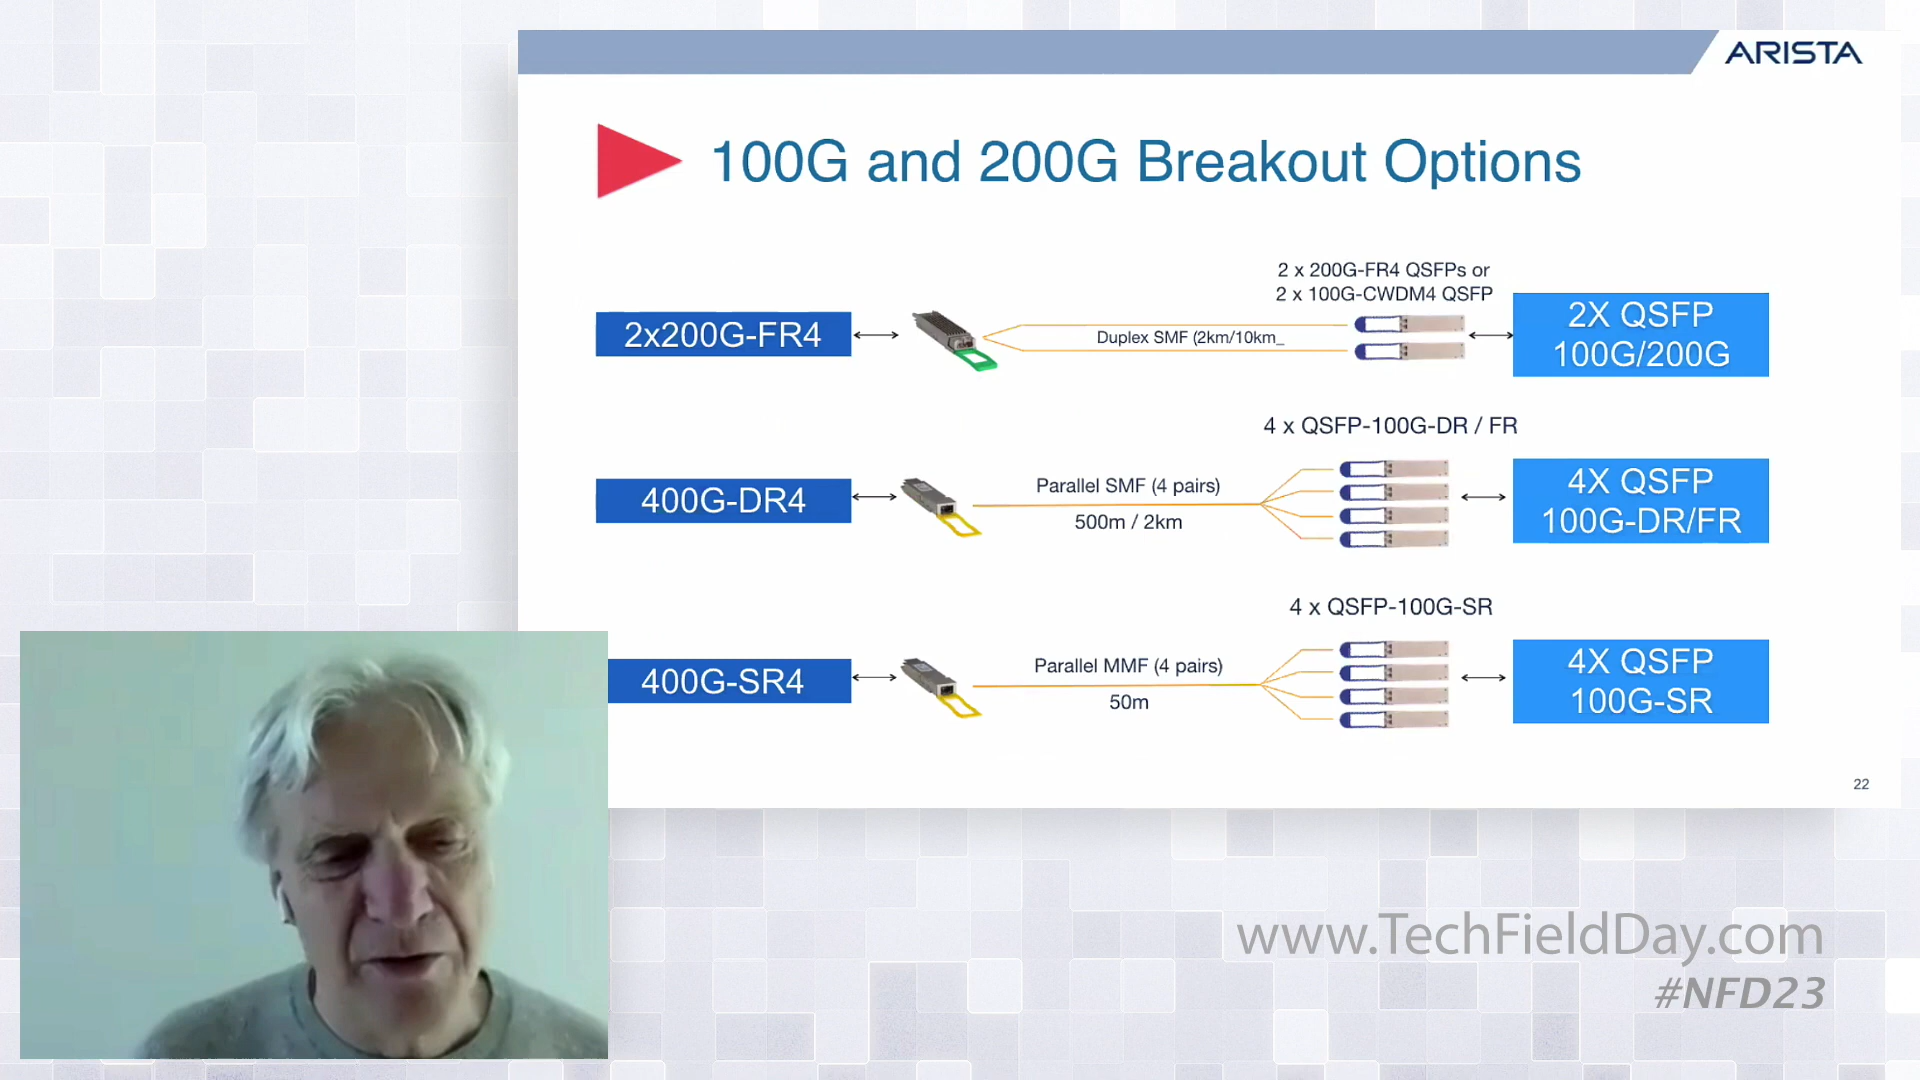 ARISTA
100G and 200G Breakout Options
2 x 200G-FR4 QSFPs or
2 x 100G-CWDM4 QSFP
2x200G-FR4
Duplex SMF (2km/10km_
2X QSFP
100G/200G
4 x QSFP-100G-DR / FR
400G-DR4
Parallel SMF (4 pairs)
500m / 2km
4X QSFP
100G-DR/FR
4 x QSFP-100G-SR
400G-SR4
Parallel MMF (4 pairs)
50m
4X QSFP
100G-SR
22
www.TechFieldDay.com
#NFD23